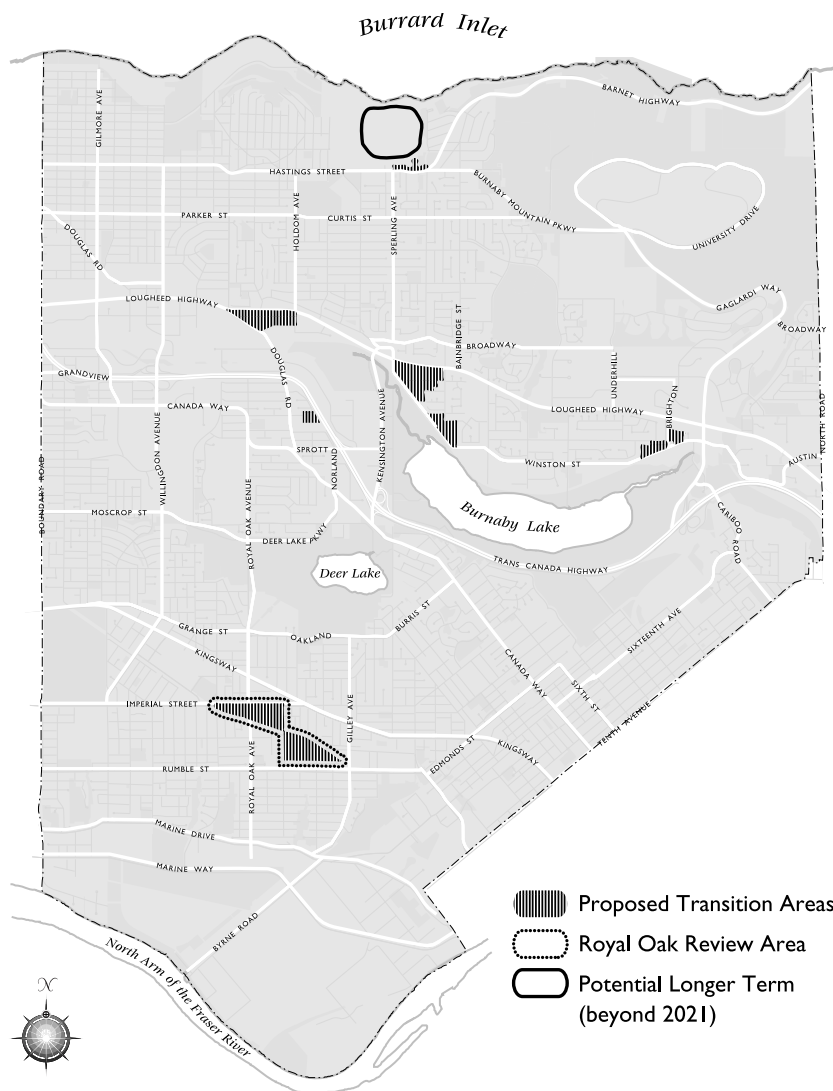 Burrard Inlet
BARNET HIGHWAY
GILMORE AVE
HASTINGS STREET
BURNABY MOUNTAIN PKWY
HOLDOM AVE
SPERLING AVE
PARKER ST
CURTIS ST
UNIVERSITY DRIVE
DOUGLAS RD
GAGLARDI WAY
LOUGHEED HIGHWAY
BROADWAY
BAINBRIDGE ST
BROADWAY
DOUGLAS RD
UNDERHILL
GRANDVIEW
BRIGHTON
KENSINGTON AVENUE
CANADA WAY
LOUGHEED HIGHWAY
NORTH ROAD
WILLINGDON AVENUE
SPROTT
NORLAND
WINSTON ST
AUSTIN
BOUNDARY ROAD
ROYAL OAK AVENUE
MOSCROP ST
Burnaby Lake
CARIBOO ROAD
DEER LAKE PKWY
TRANS CANADA HIGHWAY
Deer Lake
BURRIS ST
GRANGE ST
OAKLAND
SIXTEENTH AVE
KINGSWAY
CANADA WAY
SIXTH ST
IMPERIAL STREET
GILLEY AVE
TENTH AVENUE
EDMONDS ST
KINGSWAY
ROYAL OAK AVE
RUMBLE ST
MARINE DRIVE
MARINE WAY
BYRNE ROAD
North Arm of the Fraser River
N
Proposed Transition Areas
Royal Oak Review Area
Potential Longer Term
(beyond 2021)